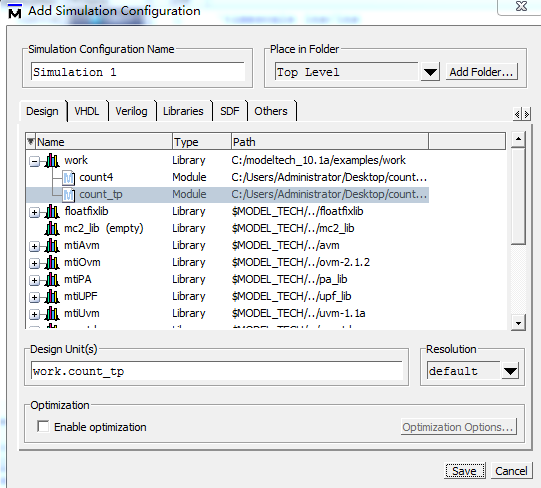 Add Simulation Configuration
Simulation Configuration Name
Place in Folder
Simulation 1
Top Level
Add Folder...
Design VHDL Verilog Libraries SDF Others
Name Type Path
work Library C:/modeltech_10.1a/examples/work
count4 Module C:/Users/Administrator/Desktop/count...
count_tp Module C:/Users/Administrator/Desktop/count...
floatfixlib Library $MODEL_TECH/../floatfixlib
mc2_lib (empty) Library $MODEL_TECH/../mc2_lib
mtiAvm Library $MODEL_TECH/../avm
mtiOvm Library $MODEL_TECH/../ovm-2.1.2
mtiPA Library $MODEL_TECH/../pa_lib
mtiUPF Library $MODEL_TECH/../upf_lib
mtiUvm Library $MODEL_TECH/../uvm-1.1a
Design Unit(s)
Resolution
work.count_tp
default
Optimization
Enable optimization
Optimization Options...
Save Cancel